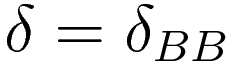 δ = δ_{BB}